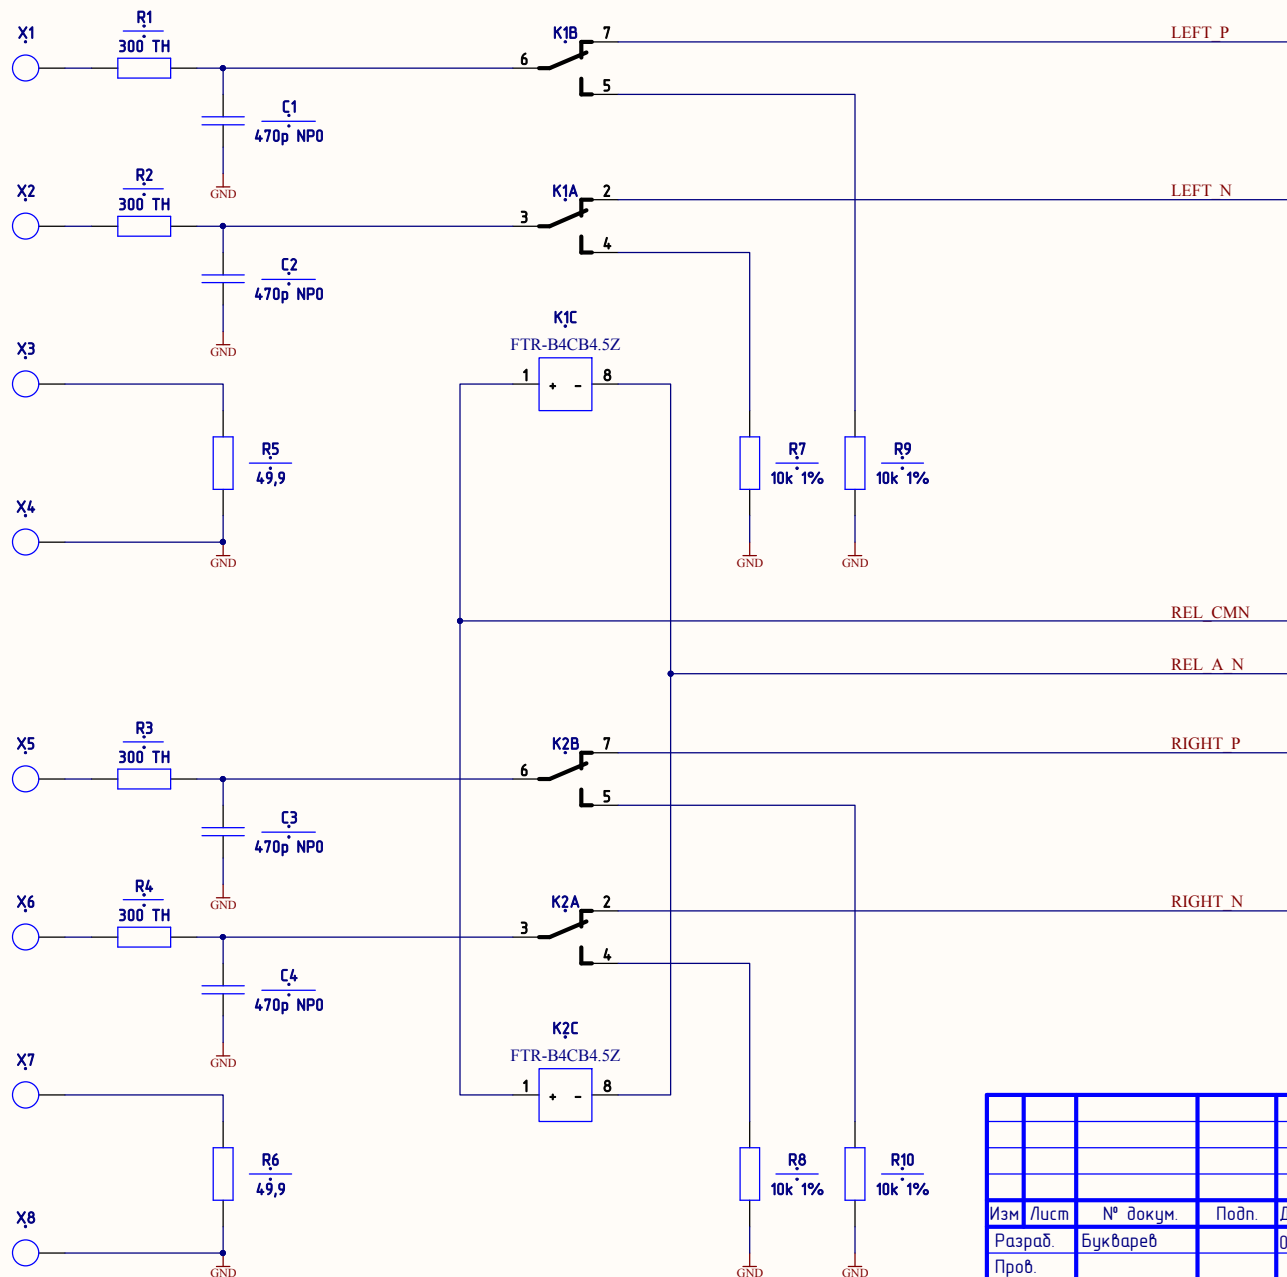 X1
R1
300 TH
K1B
7
LEFT_P
6
5
C1
470p NP0
GND
X2
R2
300 TH
K1A
2
LEFT_N
3
4
C2
470p NP0
GND
X3
K1C
FTR-B4CB4.5Z
1
+ -
8
R5
49,9
R7
10k 1%
R9
10k 1%
X4
GND
GND
GND
REL_CMN
REL_A_N
X5
R3
300 TH
K2B
7
RIGHT_P
6
5
C3
470p NP0
GND
X6
R4
300 TH
K2A
2
RIGHT_N
3
4
C4
470p NP0
GND
X7
K2C
FTR-B4CB4.5Z
1
+ -
8
R6
49,9
R8
10k 1%
R10
10k 1%
X8
GND
GND
GND
Изм Лист № докум. Подп.
Разраб. Букварев
Пров.